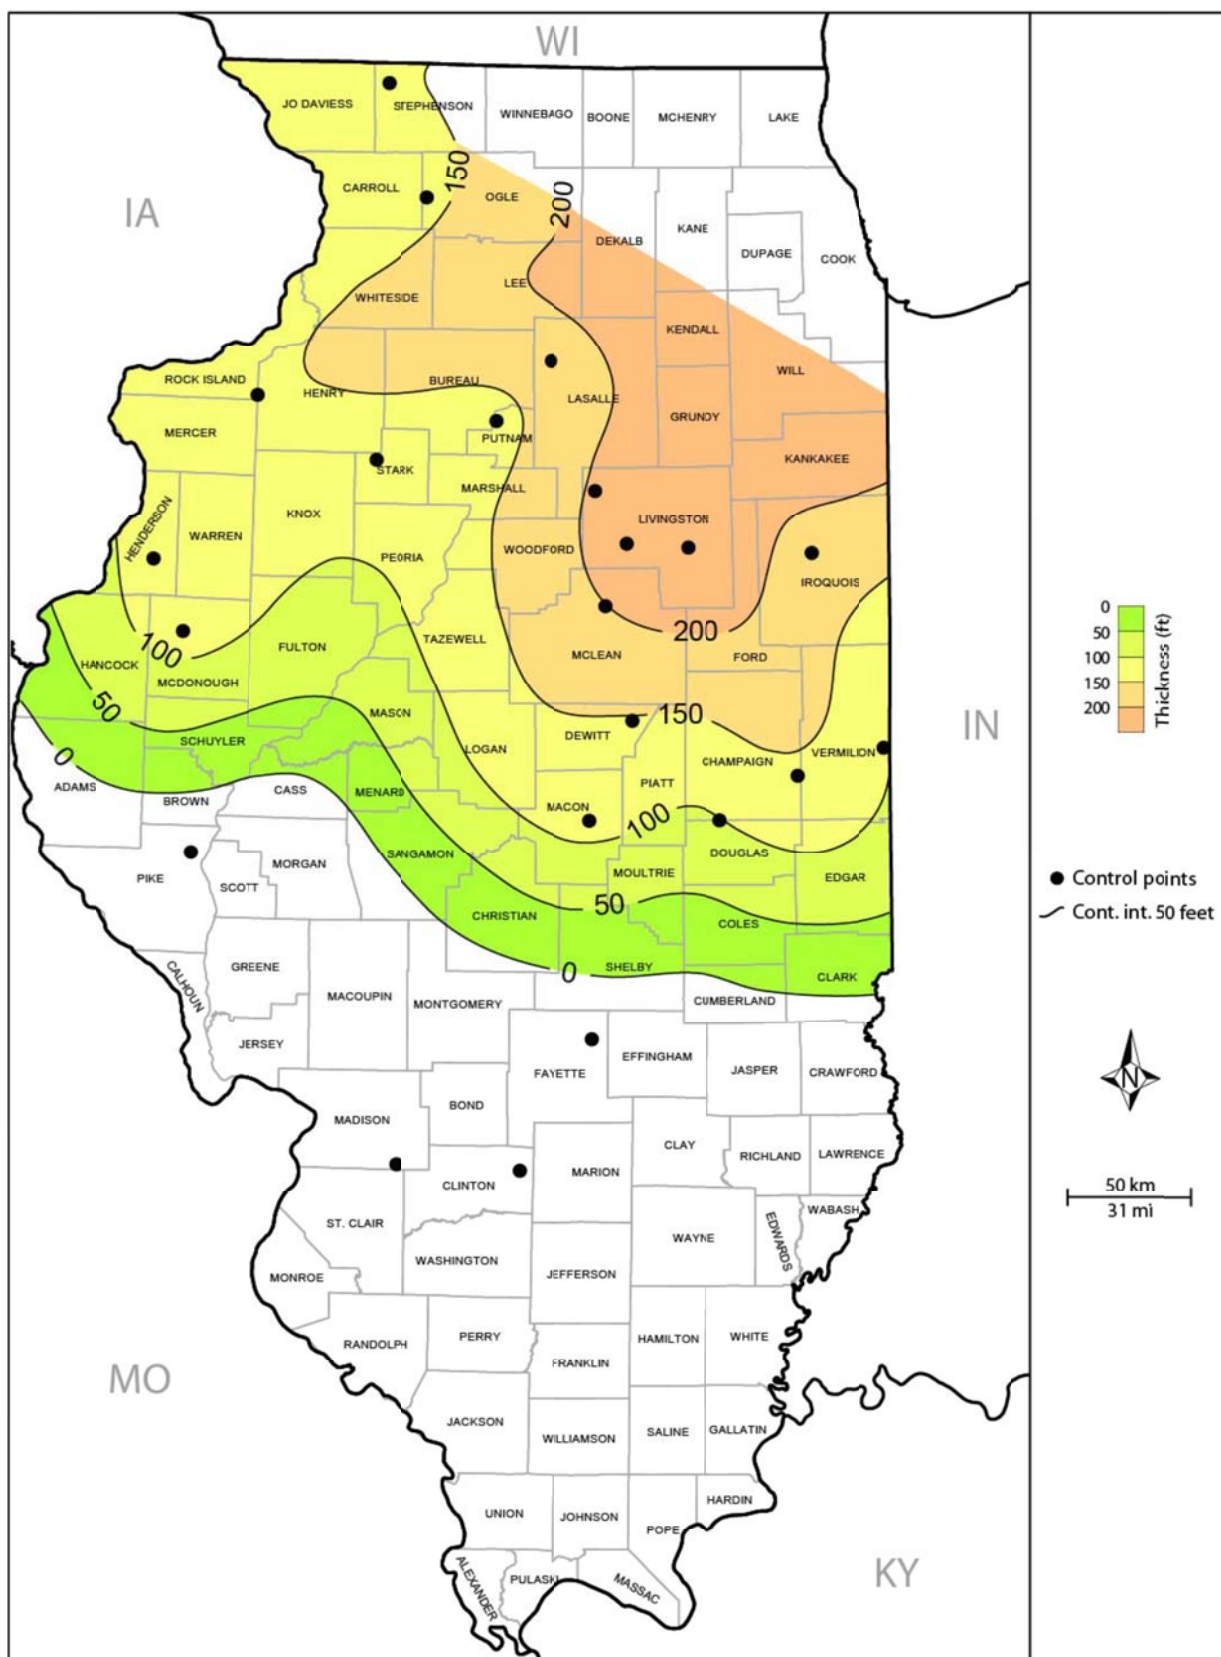 WI
JO DAVIESS
STEPHENSON
WINNEBAGO
BOONE
MCHENRY
LAKE
150
CARROLL
OGLE
200
IA
KANE
DEKALB
DUPAGE
COOK
LEE
WHITESDE
KENDALL
WILL
ROCK ISLAND
BUREAU
HENRY
LASALLE
GRUNDY
MERCER
PUTNAM
KANKAKEE
STARK
MARSHALL
HENDERSON
KNOX
LIVINGSTON
WARREN
WOODFORD
PEORIA
IROQUOIS
200
TAZEWELL
FULTON
100
MCLEAN
FORD
HANCOCK
MCDONOUGH
50
MASON
150
IN
SCHUYLER
DEWITT
0
LOGAN
VERMILION
CHAMPAIGN
PIATT
ADAMS
CASS
MENARD
BROWN
MACON
100
SANGAMON
DOUGLAS
MORGAN
PIKE
MOULTRIE
EDGAR
SCOTT
50
CHRISTIAN
COLES
GREENE
SHELBY
0
CLARK
CALHOUN
MACOUPIN
MONTGOMERY
CUMBERLAND
JERSEY
EFFINGHAM
FAYETTE
JASPER
CRAWFORD
BOND
MADISON
CLAY
RICHLAND
LAWRENCE
MARION
CLINTON
WABASH
ST. CLAIR
EDWARDS
WAYNE
WASHINGTON
MONROE
JEFFERSON
PERRY
HAMILTON
WHITE
RANDOLPH
FRANKLIN
MO
JACKSON
WILLIAMSON
SALINE
GALLATIN
HARDIN
UNION
JOHNSON
POPE
KY
ALEXANDER
PULASKI
MASSAC
0
50
100
150
200
Thickness (ft)
Control points
Cont. int. 50 feet
N
50 km
31 mi